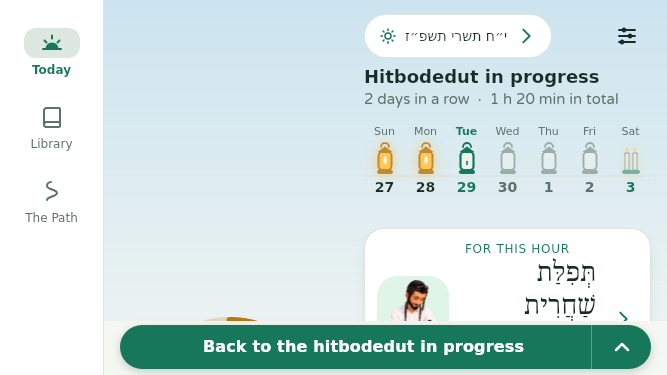 Today
Library
The Path
י״ח תשרי תשפ״ז
Hitbodedut in progress
2 days in a row · 1 h 20 min in total
Sun Mon Tue Wed Thu Fri Sat
27 28 29 30 1 2 3
FOR THIS HOUR
תְּפִלַּת
שַׁחֲרִית
Back to the hitbodedut in progress